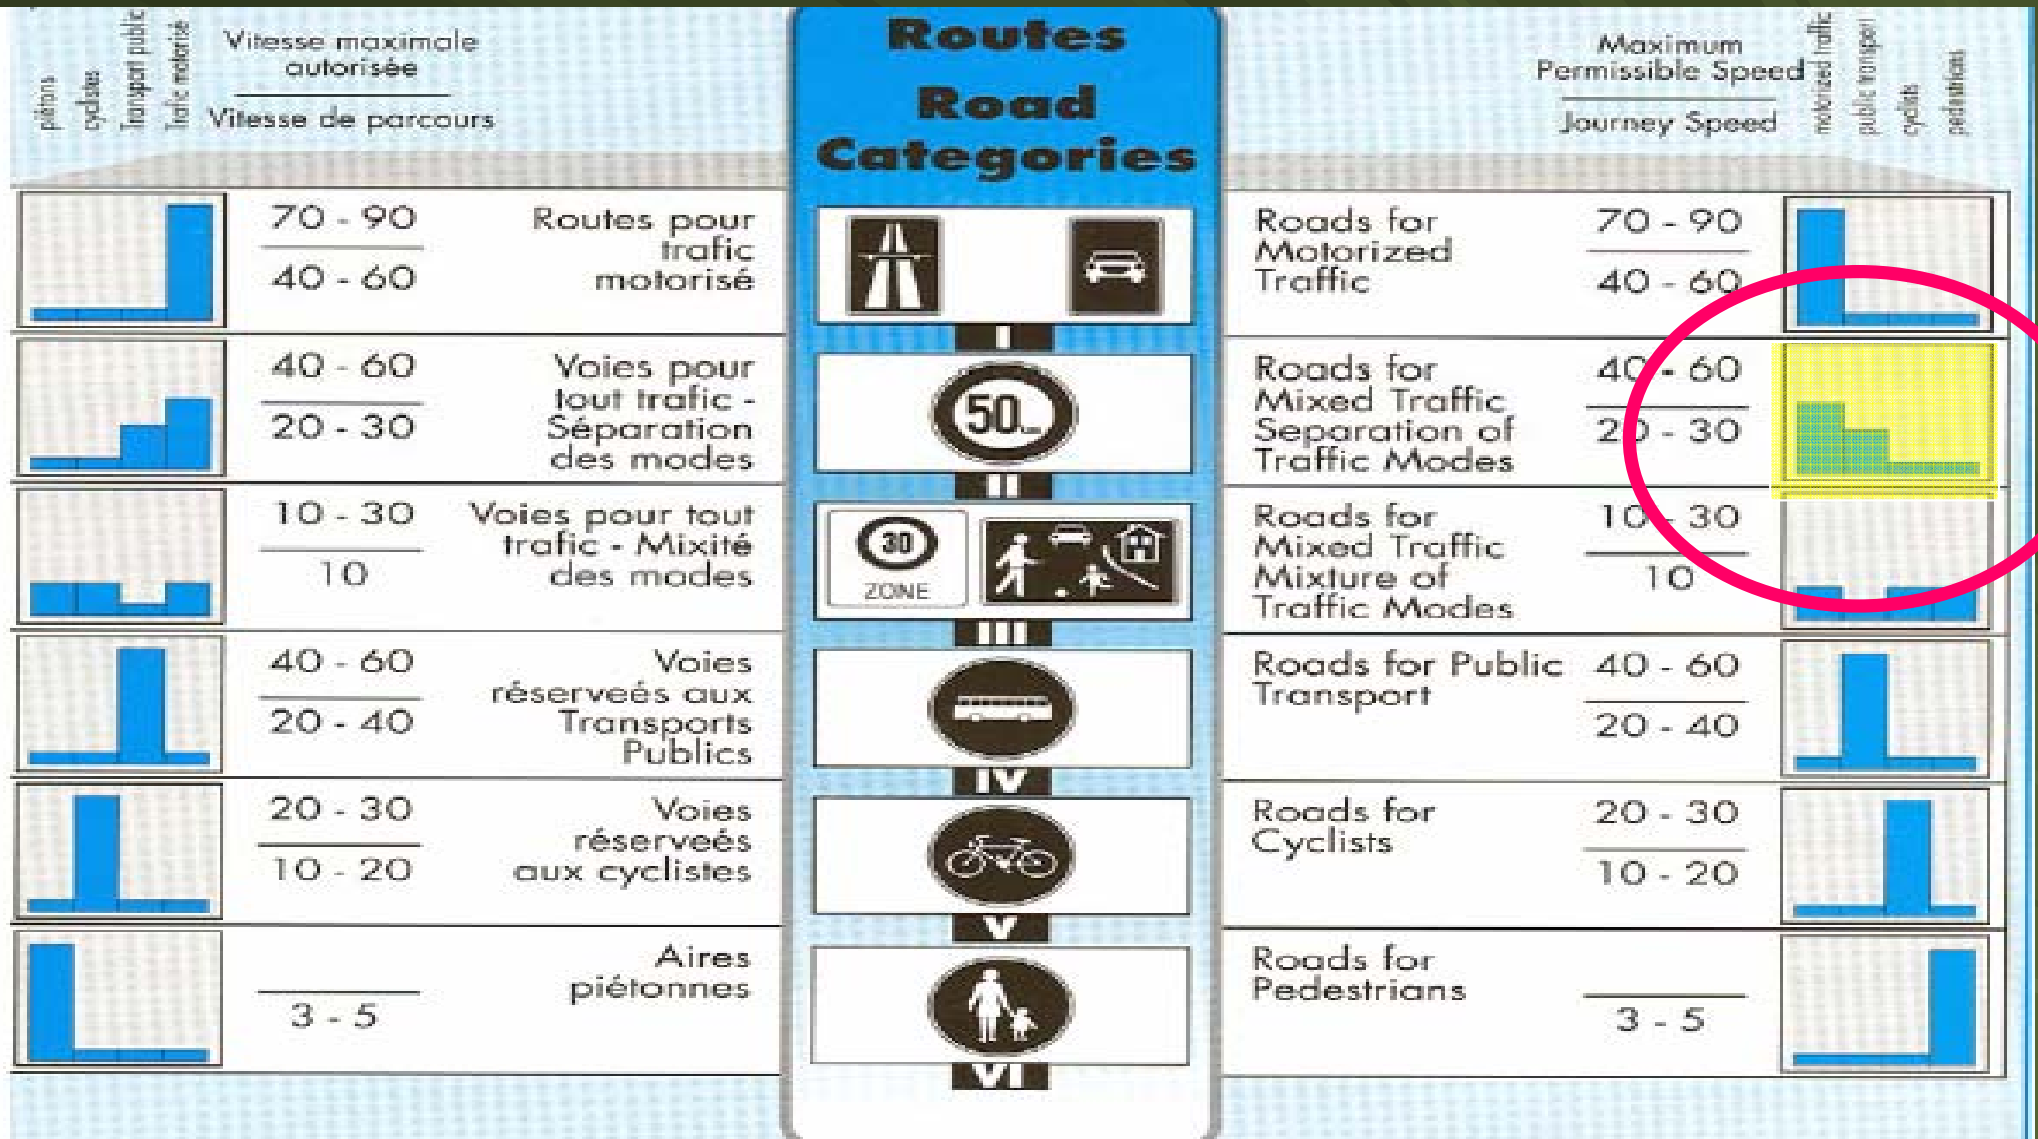 piétons
cyclistes
Transport public
Trafic motorisé
Vitesse maximale
autorisée
Vitesse de parcours
Routes
Road
Categories
Maximum
Permissible Speed
Journey Speed
motorized traffic
public transport
cyclists
pedestrians
70 - 90
40 - 60
Routes pour
trafic
motorisé
I
Roads for
Motorized
Traffic
70 - 90
40 - 60
40 - 60
20 - 30
Voies pour
tout trafic -
Séparation
des modes
50
II
Roads for
Mixed Traffic
Separation of
Traffic Modes
40 - 60
20 - 30
10 - 30
10
Voies pour tout
trafic - Mixité
des modes
30
ZONE
III
Roads for
Mixed Traffic
Mixture of
Traffic Modes
10 - 30
10
40 - 60
20 - 40
Voies
réserveés aux
Transports
Publics
IV
Roads for Public
Transport
40 - 60
20 - 40
20 - 30
10 - 20
Voies
réserveés
aux cyclistes
V
Roads for
Cyclists
20 - 30
10 - 20
3 - 5
Aires
piétonnes
VI
Roads for
Pedestrians
3 - 5